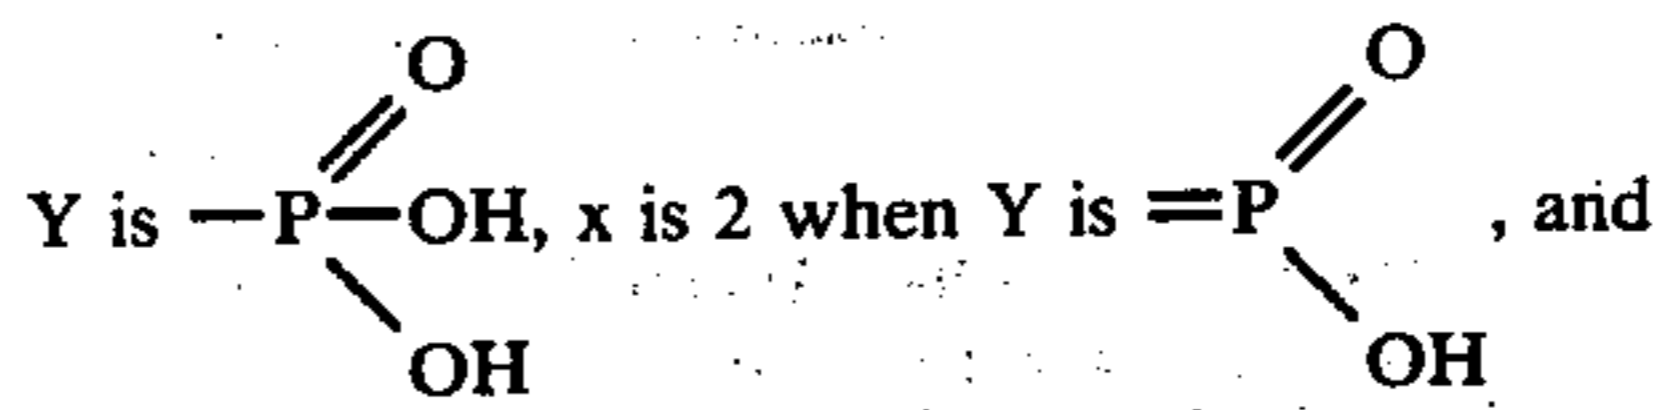 O O
Y is —P—OH, x is 2 when Y is =P , and
OH OH